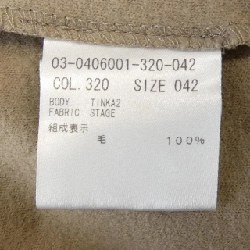 03-0406001-320-042
COL. 320 SIZE 042
BODY TINKA2
FABRIC STAGE
組成表示
毛 100%